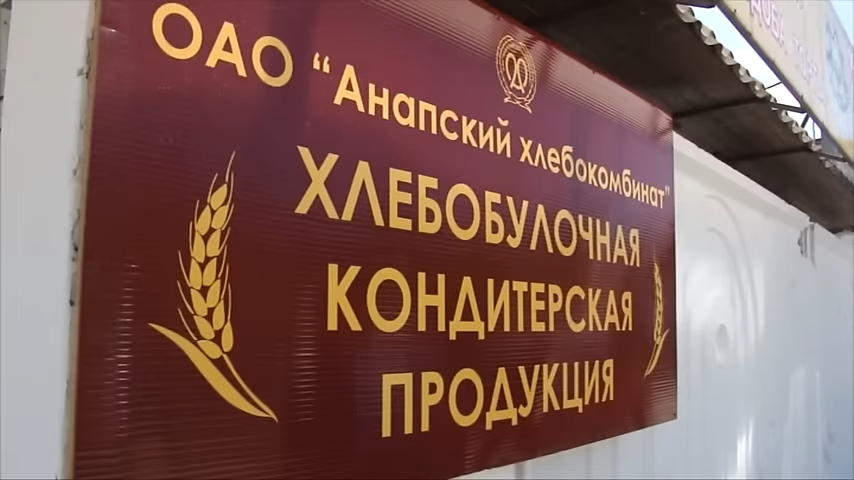 ОАО "Анапский хлебокомбинат"
ХЛЕБОБУЛОЧНАЯ
КОНДИТЕРСКАЯ
ПРОДУКЦИЯ